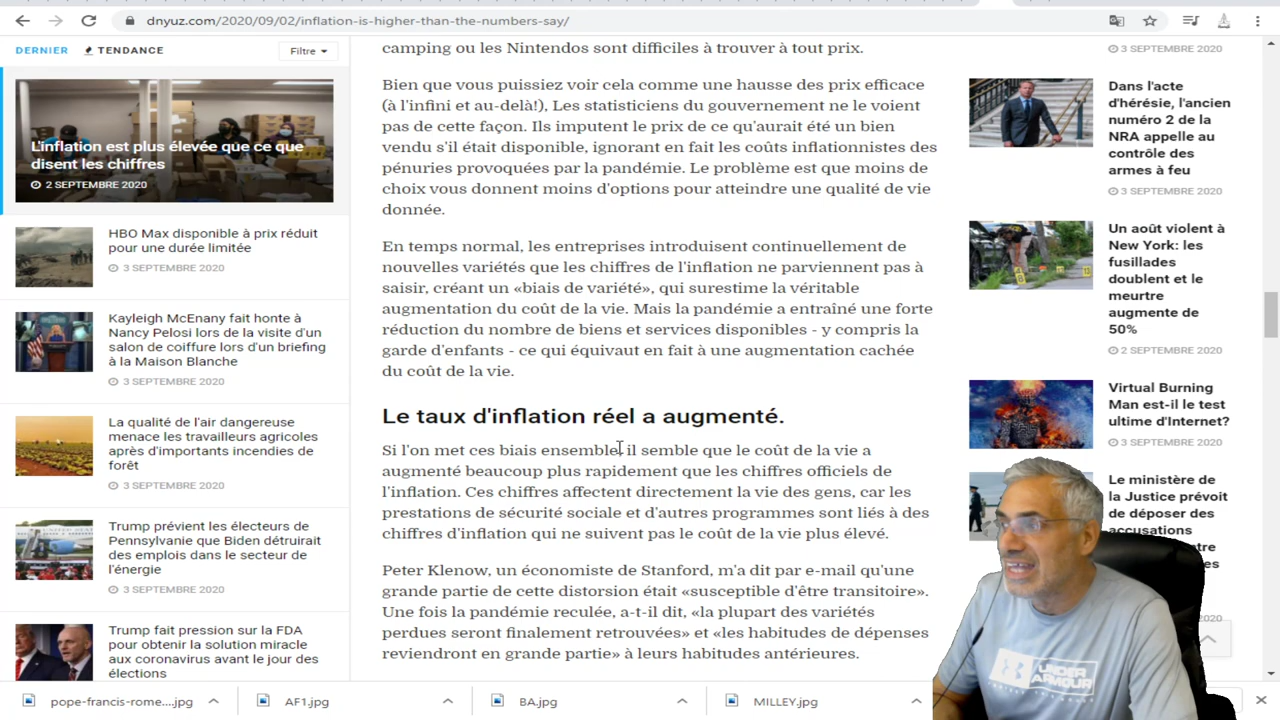 dnyuz.com/2020/09/02/inflation-is-higher-than-the-numbers-say/
DERNIER
TENDANCE
Filtre
L'inflation est plus élevée que ce que
disent les chiffres
2 SEPTEMBRE 2020
HBO Max disponible à prix réduit
pour une durée limitée
3 SEPTEMBRE 2020
Kayleigh McEnany fait honte à
Nancy Pelosi lors de la visite d'un
salon de coiffure lors d'un briefing
à la Maison Blanche
3 SEPTEMBRE 2020
La qualité de l'air dangereuse
menace les travailleurs agricoles
après d'importants incendies de
forêt
3 SEPTEMBRE 2020
Trump prévient les électeurs de
Pennsylvanie que Biden détruirait
des emplois dans le secteur de
l'énergie
3 SEPTEMBRE 2020
Trump fait pression sur la FDA
pour obtenir la solution miracle
aux coronavirus avant le jour des
élections
camping ou les Nintendos sont difficiles à trouver à tout prix.
Bien que vous puissiez voir cela comme une hausse des prix efficace
(à l'infini et au-delà!), Les statisticiens du gouvernement ne le voient
pas de cette façon. Ils imputent le prix de ce qu'aurait été un bien
vendu s'il était disponible, ignorant en fait les coûts inflationnistes des
pénuries provoquées par la pandémie. Le problème est que moins de
choix vous donnent moins d'options pour atteindre une qualité de vie
donnée.
En temps normal, les entreprises introduisent continuellement de
nouvelles variétés que les chiffres de l'inflation ne parviennent pas à
saisir, créant un «biais de variété», qui surestime la véritable
augmentation du coût de la vie. Mais la pandémie a entraîné une forte
réduction du nombre de biens et services disponibles - y compris la
garde d'enfants - ce qui équivaut en fait à une augmentation cachée
du coût de la vie.
Le taux d'inflation réel a augmenté.
Si l'on met ces biais ensemble, il semble que le coût de la vie a
augmenté beaucoup plus rapidement que les chiffres officiels de
l'inflation. Ces chiffres affectent directement la vie des gens, car les
prestations de sécurité sociale et d'autres programmes sont liés à des
chiffres d'inflation qui ne suivent pas le coût de la vie plus élevé.
Peter Klenow, un économiste de Stanford, m'a dit par e-mail qu'une
grande partie de cette distorsion était «susceptible d'être transitoire».
Une fois la pandémie reculée, a-t-il dit, «la plupart des variétés
perdues seront finalement retrouvées» et «les habitudes de dépenses
reviendront en grande partie» à leurs habitudes antérieures.
3 SEPTEMBRE 2020
Dans l'acte
d'hérésie, l'ancien
numéro 2 de la
NRA appelle au
contrôle des
armes à feu
3 SEPTEMBRE 2020
Un août violent à
New York: les
fusillades
doublent et le
meurtre
augmente de
50%
2 SEPTEMBRE 2020
Virtual Burning
Man est-il le test
ultime d'Internet?
3 SEPTEMBRE 2020
Le ministère de
la Justice prévoit
de déposer des
accusations
2020
UNDER
ARMOUR
pope-francis-rome-....jpg
AF1.jpg
BA.jpg
MILLEY.jpg